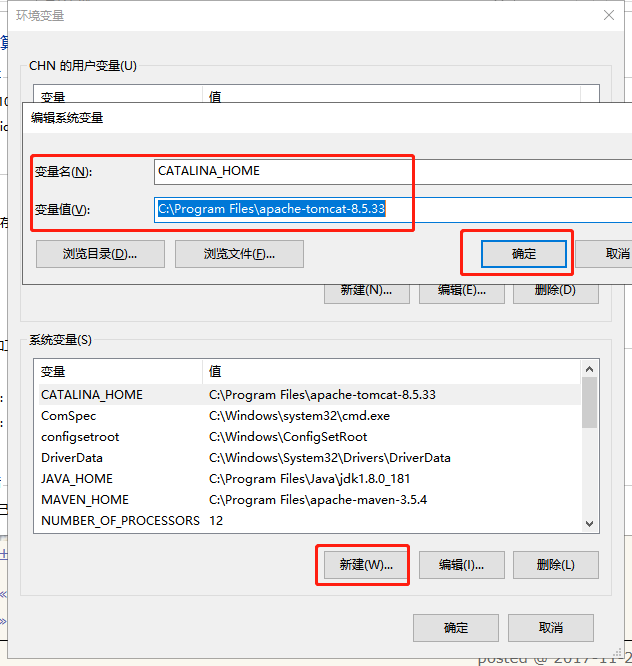 环境变量
算
CHN 的用户变量(U)
变量 值
编辑系统变量
变量名(N): CATALINA_HOME
变量值(V): C:\Program Files\apache-tomcat-8.5.33
浏览目录(D)... 浏览文件(F)... 确定 取消
新建(N)... 编辑(E)... 删除(D)
系统变量(S)
变量 值
CATALINA_HOME C:\Program Files\apache-tomcat-8.5.33
ComSpec C:\Windows\system32\cmd.exe
configsetroot C:\Windows\ConfigSetRoot
DriverData C:\Windows\System32\Drivers\DriverData
JAVA_HOME C:\Program Files\Java\jdk1.8.0_181
MAVEN_HOME C:\Program Files\apache-maven-3.5.4
NUMBER_OF_PROCESSORS 12
新建(W)... 编辑(I)... 删除(L)
确定 取消
posted @ 2017-11-2